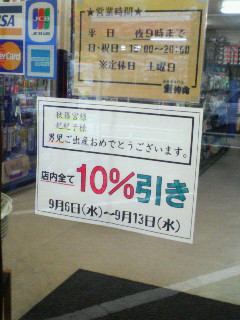 VISA
JCB
★営業時間★
平 日 夜9時まで
日・祝日 10:00~20:00
※定休日 土曜日
秋篠宮様
紀子様
男児ご出産おめでとうございます。
店内全て10%引き
9月6日(水)~9月13日(水)